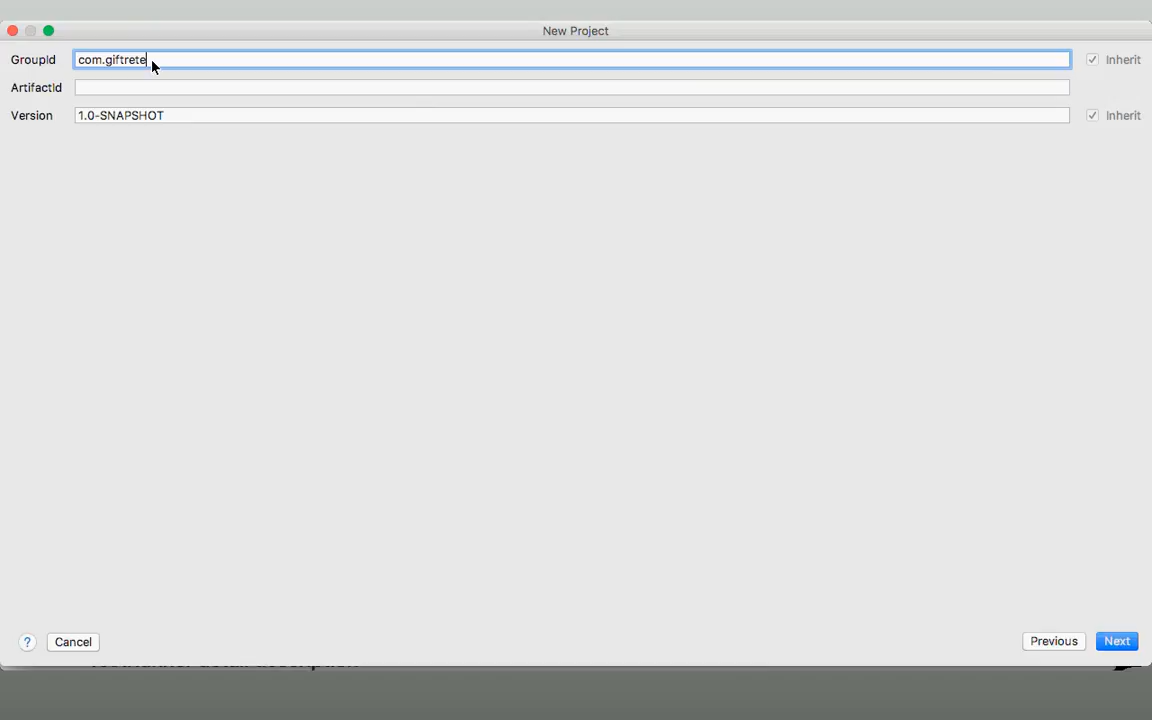 New Project
GroupId com.giftrete Inherit
ArtifactId
Version 1.0-SNAPSHOT Inherit
? Cancel Previous Next